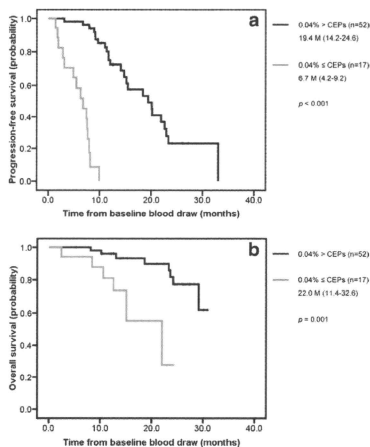 a
Progression-free survival (probability)
1.0
0.8
0.6
0.4
0.2
0.0
0.0 10.0 20.0 30.0 40.0
Time from baseline blood draw (months)
0.04% > CEPs (n=52)
19.4 M (14.2-24.6)
0.04% ≤ CEPs (n=17)
6.7 M (4.2-9.2)
p < 0.001
b
Overall survival (probability)
1.0
0.8
0.6
0.4
0.2
0.0
0.0 10.0 20.0 30.0 40.0
Time from baseline blood draw (months)
0.04% > CEPs (n=52)
0.04% ≤ CEPs (n=17)
22.0 M (11.4-32.6)
p = 0.001